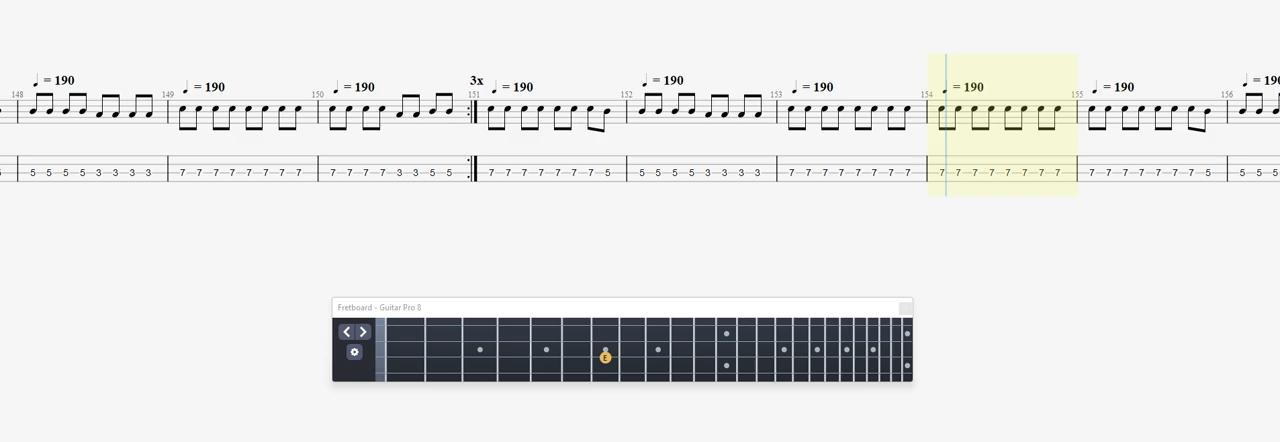 3x
♩ = 190 ♩ = 190 ♩ = 190 ♩ = 190 ♩ = 190 ♩ = 190 ♩ = 190 ♩ = 190 ♩ = 190
148 149 150 151 152 153 154 155 156
5 5 5 5 5 3 3 3 3 7 7 7 7 7 7 7 7 7 7 7 7 3 3 5 5 7 7 7 7 7 7 7 5 5 5 5 5 3 3 3 3 7 7 7 7 7 7 7 7 7 7 7 7 7 7 7 7 7 7 7 7 7 7 7 5 5 5 5
Fretboard - Guitar Pro 8
E